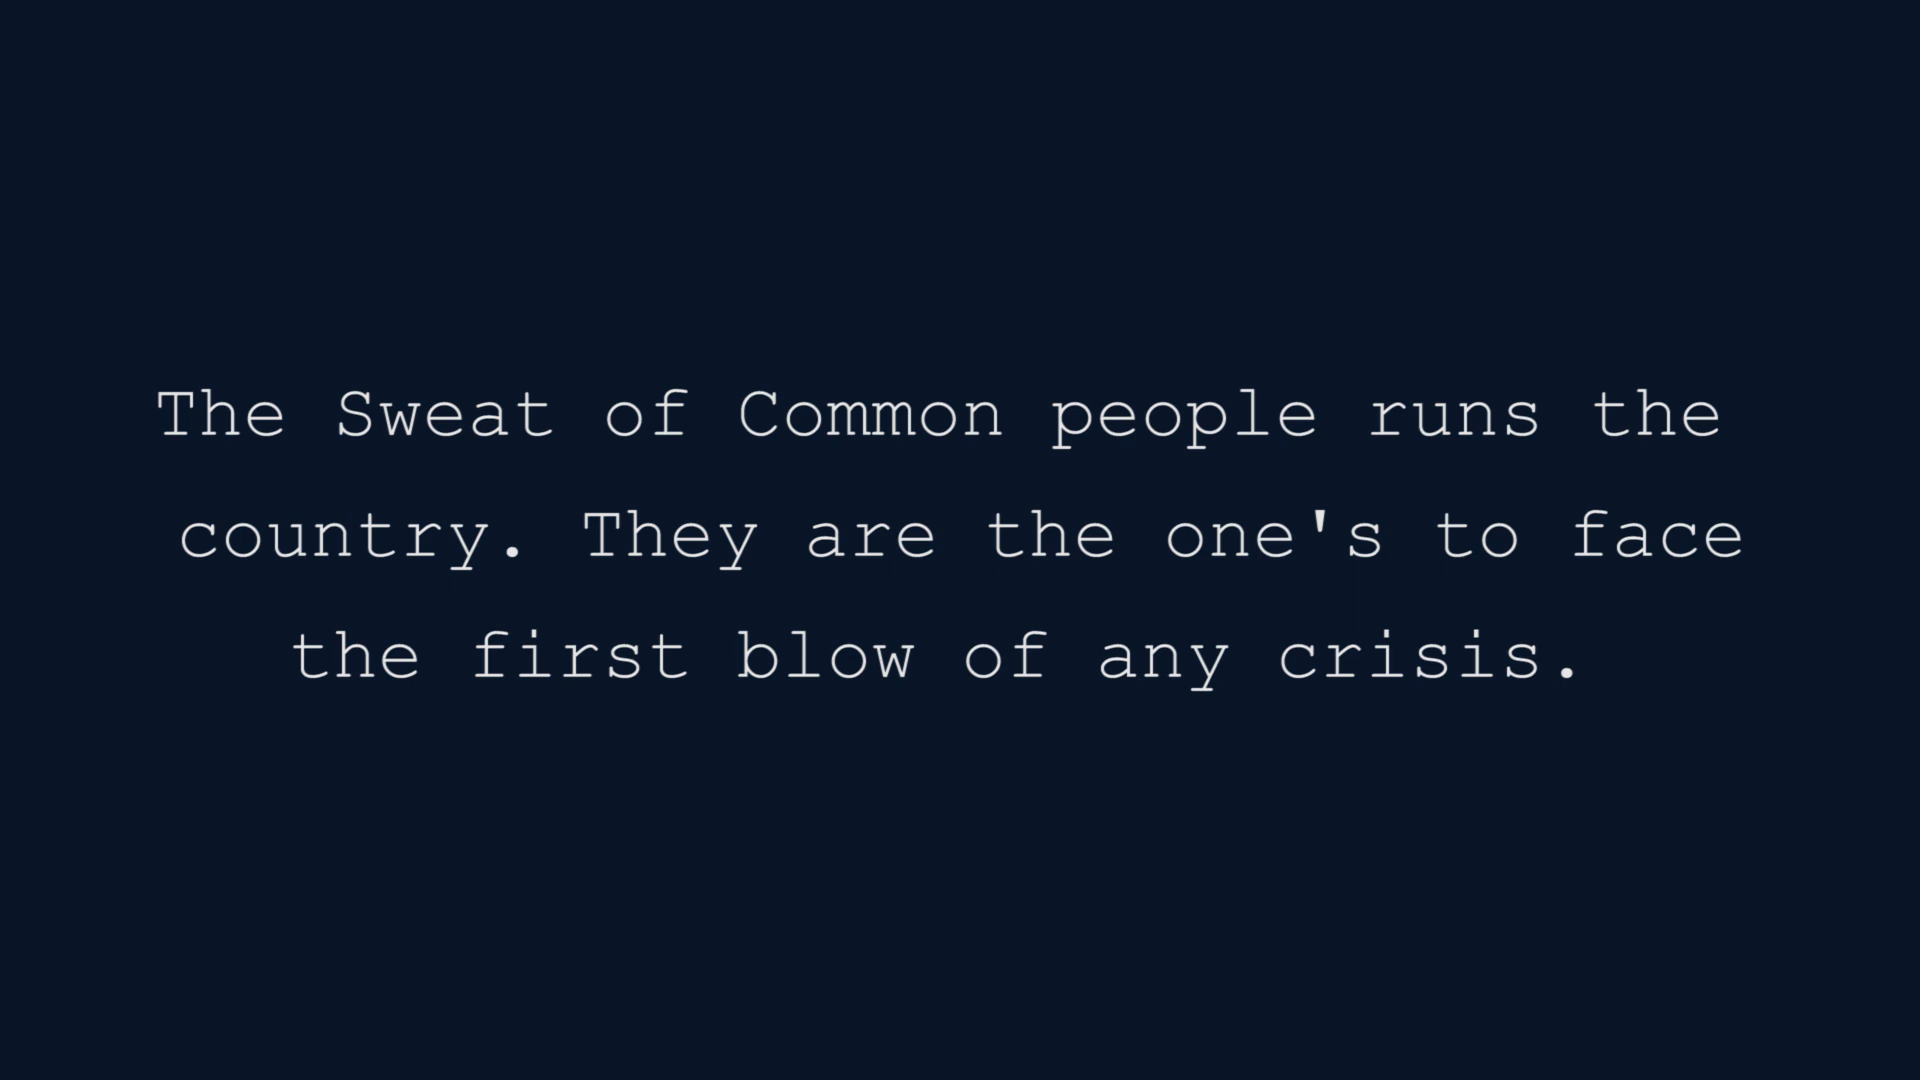 The Sweat of Common people runs the
country. They are the one's to face
the first blow of any crisis.